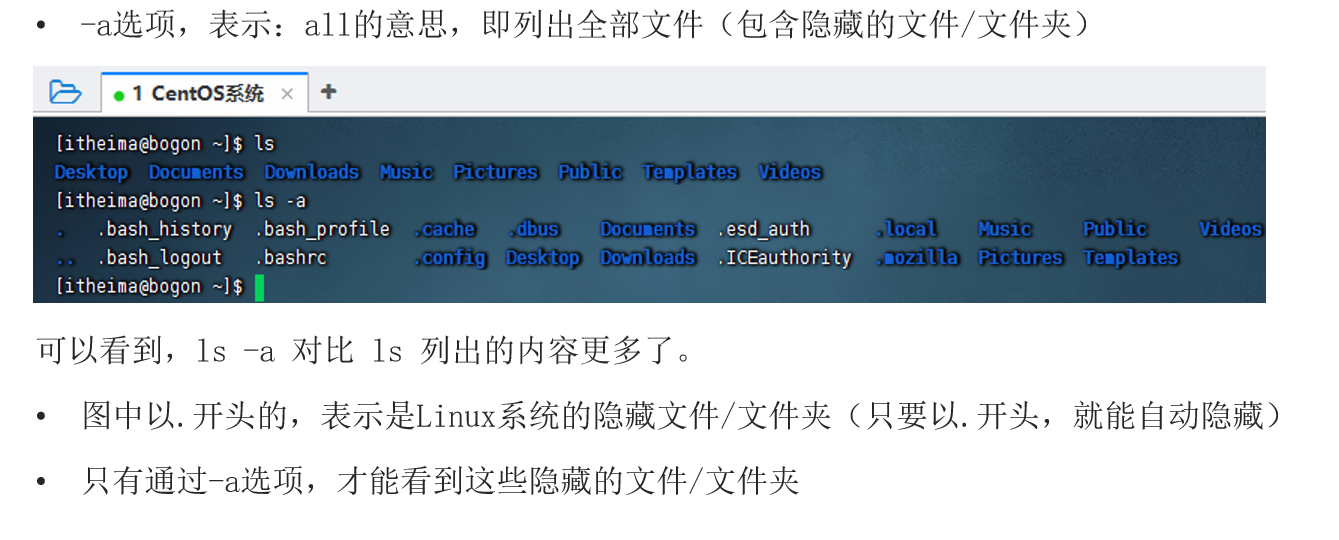 • -a选项，表示：all的意思，即列出全部文件（包含隐藏的文件/文件夹）
1 CentOS系统 × +
[itheima@bogon ~]$ ls
Desktop Documents Downloads Music Pictures Public Templates Videos
[itheima@bogon ~]$ ls -a
. .bash_history .bash_profile .cache .dbus Documents .esd_auth .local Music Public Videos
.. .bash_logout .bashrc .config Desktop Downloads .ICEauthority .mozilla Pictures Templates
[itheima@bogon ~]$
可以看到，ls -a 对比 ls 列出的内容更多了。
• 图中以.开头的，表示是Linux系统的隐藏文件/文件夹（只要以.开头，就能自动隐藏）
• 只有通过-a选项，才能看到这些隐藏的文件/文件夹